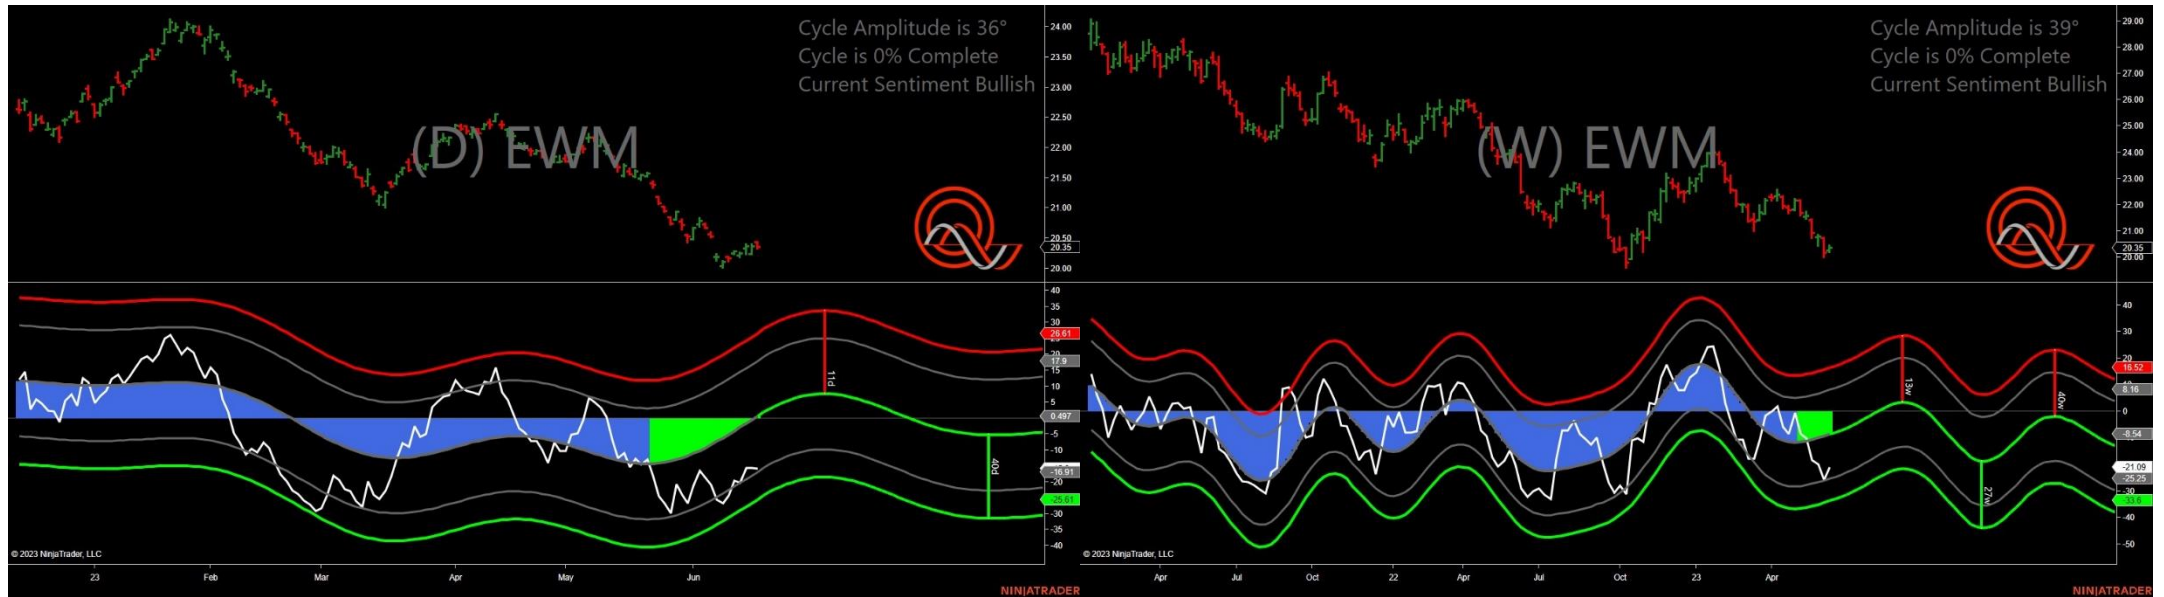 Cycle Amplitude is 36°
Cycle is 0% Complete
Current Sentiment Bullish
(D) EWM
24.00
23.50
23.00
22.50
22.00
21.50
21.00
20.50
20.35
20.00
40
35
30
26.61
17.9
15
10
5
0.497
-5
-10
-16.91
-20
-25.61
-30
-35
-40
11d
40d
© 2023 NinjaTrader, LLC
23
Feb
Mar
Apr
May
Jun
NINJATRADER
Cycle Amplitude is 39°
Cycle is 0% Complete
Current Sentiment Bullish
(W) EWM
29.00
28.00
27.00
26.00
25.00
24.00
23.00
22.00
21.00
20.35
20.00
40
30
20
16.52
8.16
0
-8.54
-21.09
-25.25
-30
-33.6
-40
-50
13w
27w
40w
© 2023 NinjaTrader, LLC
Apr
Jul
Oct
22
Apr
Jul
Oct
23
Apr
NINJATRADER